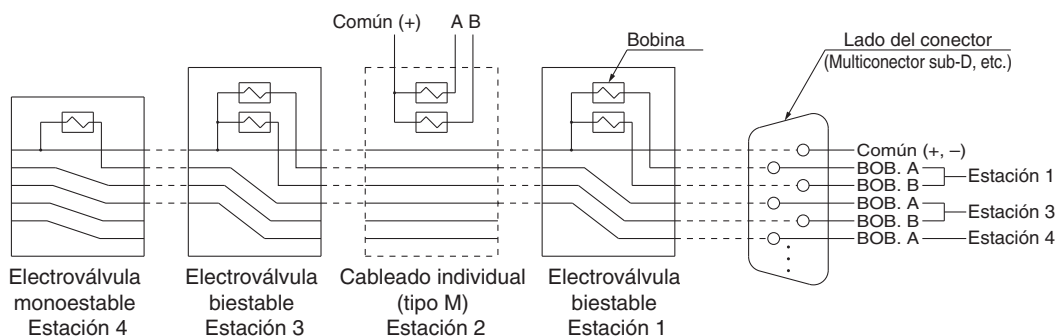 Común (+)
A B
Bobina
Lado del conector
(Multiconector sub-D, etc.)
Común (+, −)
BOB. A
BOB. B
Estación 1
BOB. A
BOB. B
Estación 3
BOB. A
Estación 4
Electroválvula
monoestable
Estación 4
Electroválvula
biestable
Estación 3
Cableado individual
(tipo M)
Estación 2
Electroválvula
biestable
Estación 1